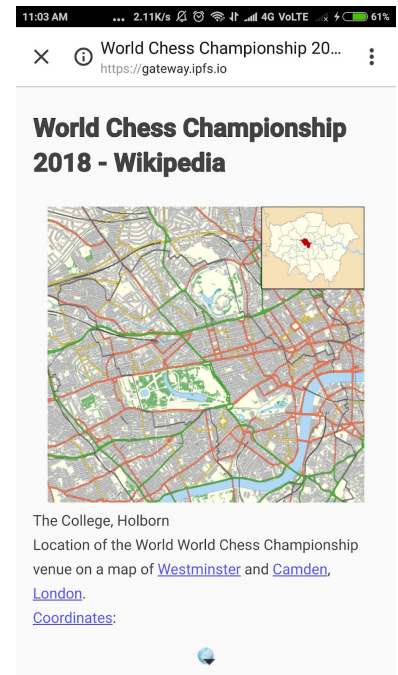 11:03 AM ... 2.11K/s 4G VoLTE 61%
World Chess Championship 20...
https://gateway.ipfs.io
World Chess Championship
2018 - Wikipedia
The College, Holborn
Location of the World World Chess Championship
venue on a map of Westminster and Camden,
London.
Coordinates: